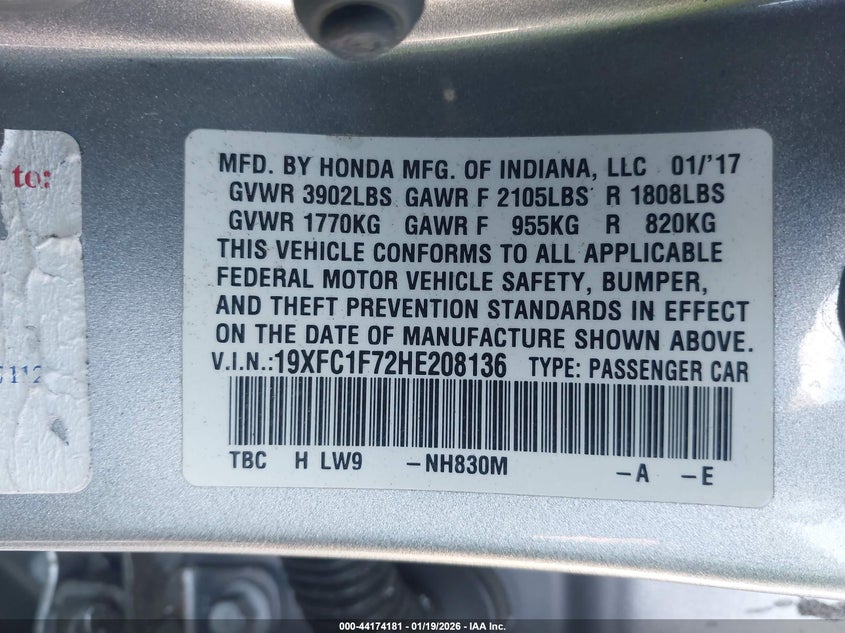 to:
MFD. BY HONDA MFG. OF INDIANA, LLC 01/'17
GVWR 3902LBS GAWR F 2105LBS R 1808LBS
GVWR 1770KG GAWR F 955KG R 820KG
THIS VEHICLE CONFORMS TO ALL APPLICABLE
FEDERAL MOTOR VEHICLE SAFETY, BUMPER,
AND THEFT PREVENTION STANDARDS IN EFFECT
ON THE DATE OF MANUFACTURE SHOWN ABOVE.
V.I.N.:19XFC1F72HE208136 TYPE: PASSENGER CAR
TBC H LW9 -NH830M -A -E
000-44174181 - 01/19/2026 - IAA Inc.